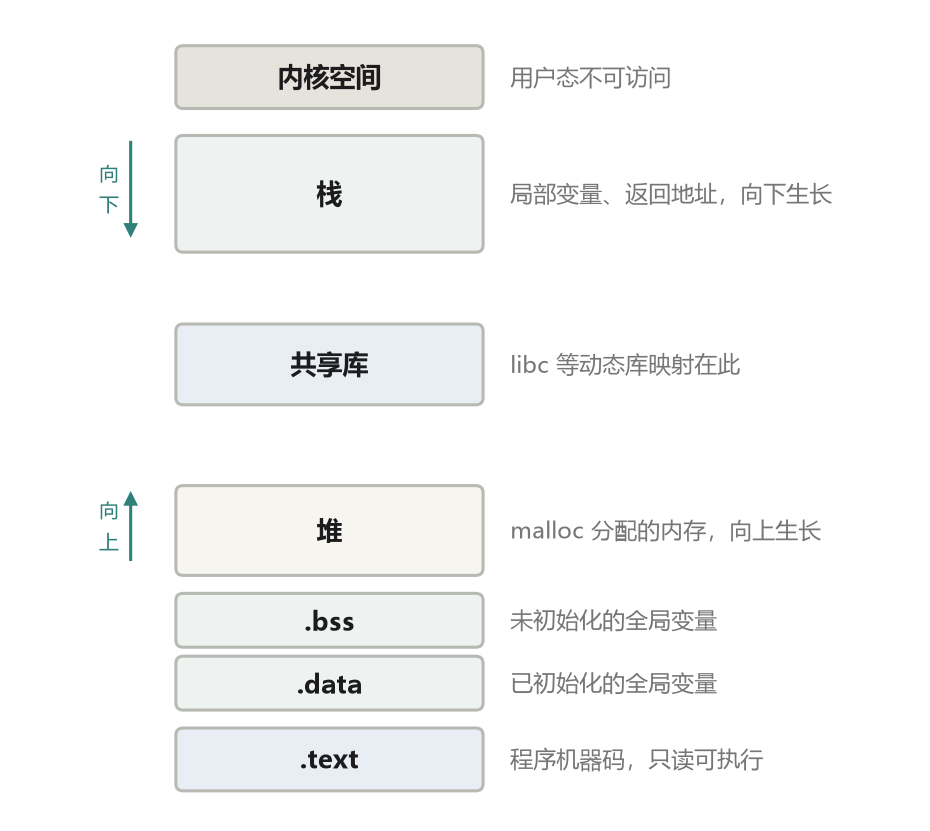 内核空间
用户态不可访问
向
下
栈
局部变量、返回地址，向下生长
共享库
libc 等动态库映射在此
向
上
堆
malloc 分配的内存，向上生长
.bss
未初始化的全局变量
.data
已初始化的全局变量
.text
程序机器码，只读可执行